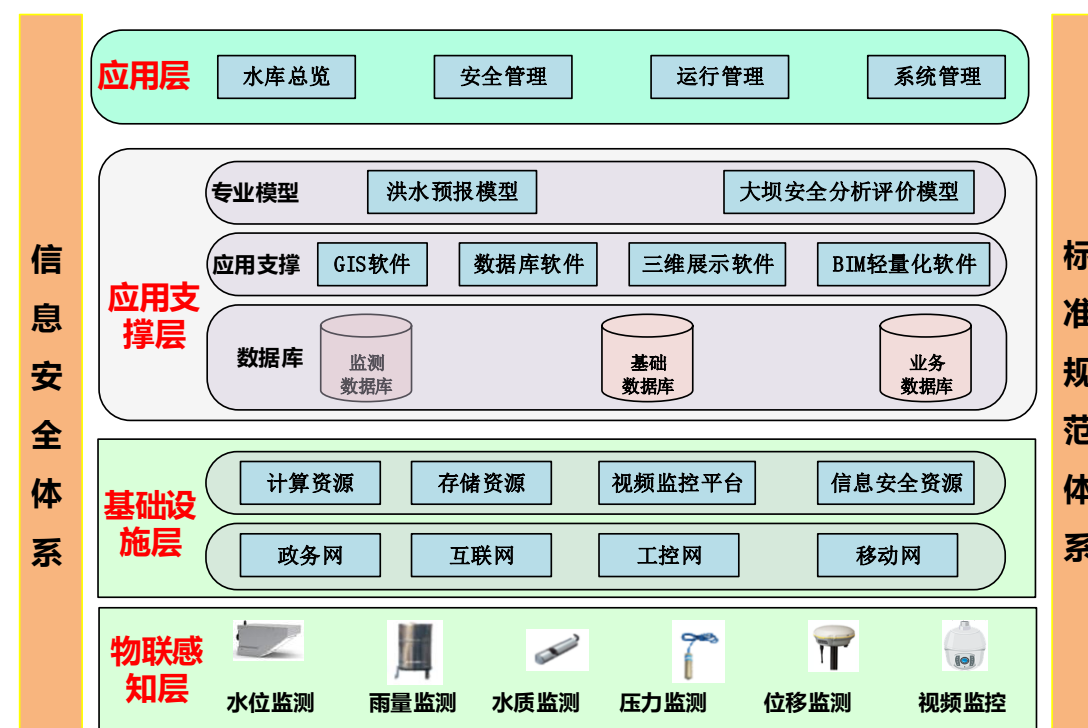 应用层
水库总览
安全管理
运行管理
系统管理
专业模型
洪水预报模型
大坝安全分析评价模型
应用支
撑层
应用支撑
GIS软件
数据库软件
三维展示软件
BIM轻量化软件
数据库
监测
数据库
基础
数据库
业务
数据库
基础设
施层
计算资源
存储资源
视频监控平台
信息安全资源
政务网
互联网
工控网
移动网
物联感
知层
水位监测
雨量监测
水质监测
压力监测
位移监测
视频监控
信
息
安
全
体
系
标
准
规
范
体
系